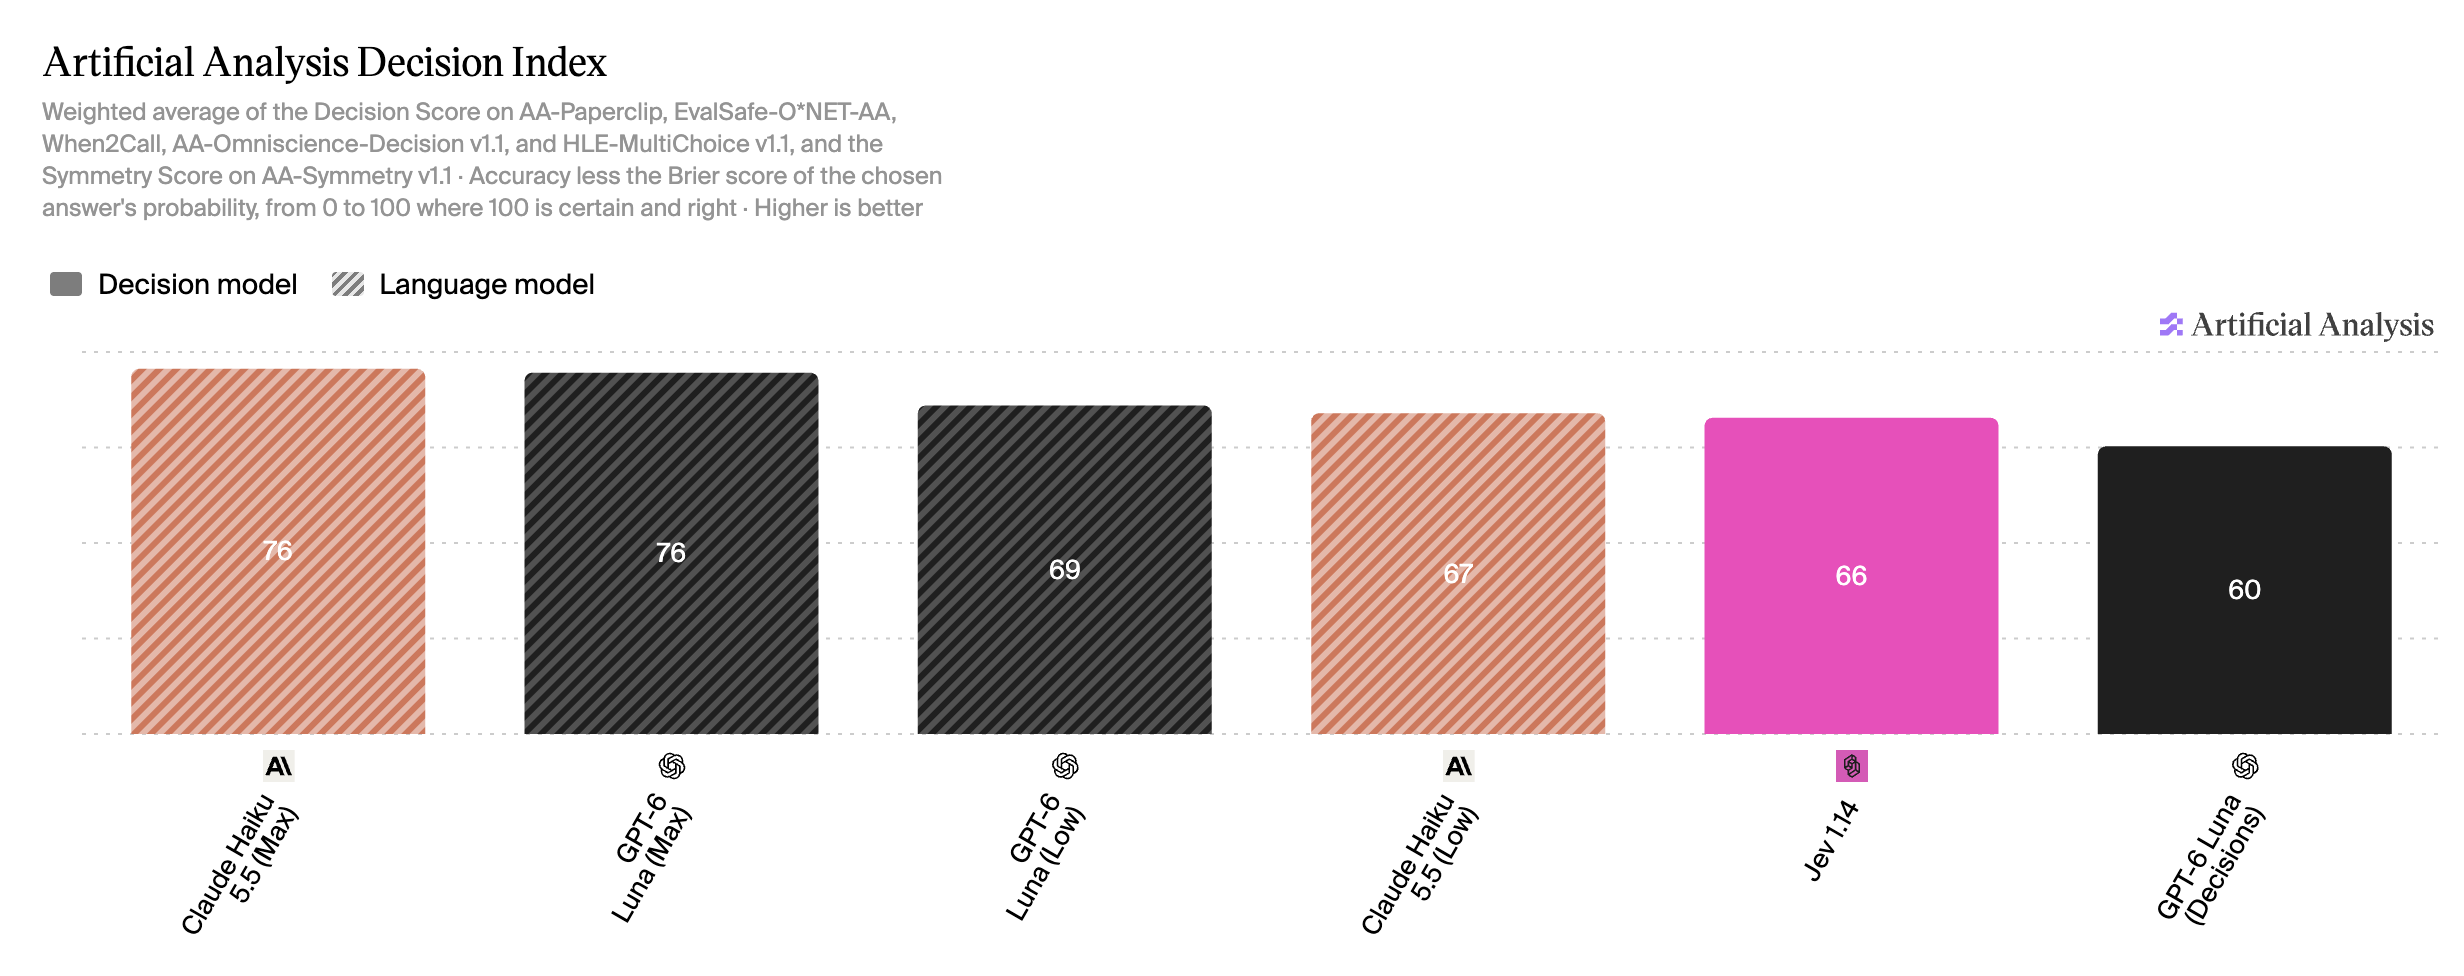 Artificial Analysis Decision Index
Weighted average of the Decision Score on AA-Paperclip, EvalSafe-O*NET-AA,
When2Call, AA-Omniscience-Decision v1.1, and HLE-MultiChoice v1.1, and the
Symmetry Score on AA-Symmetry v1.1 · Accuracy less the Brier score of the chosen
answer's probability, from 0 to 100 where 100 is certain and right · Higher is better
Decision model
Language model
Artificial Analysis
76
76
69
67
66
60
Claude Haiku
5.5 (Max)
GPT-6
Luna (Max)
GPT-6
Luna (Low)
Claude Haiku
5.5 (Low)
Jev 1.14
GPT-6 Luna
(Decisions)